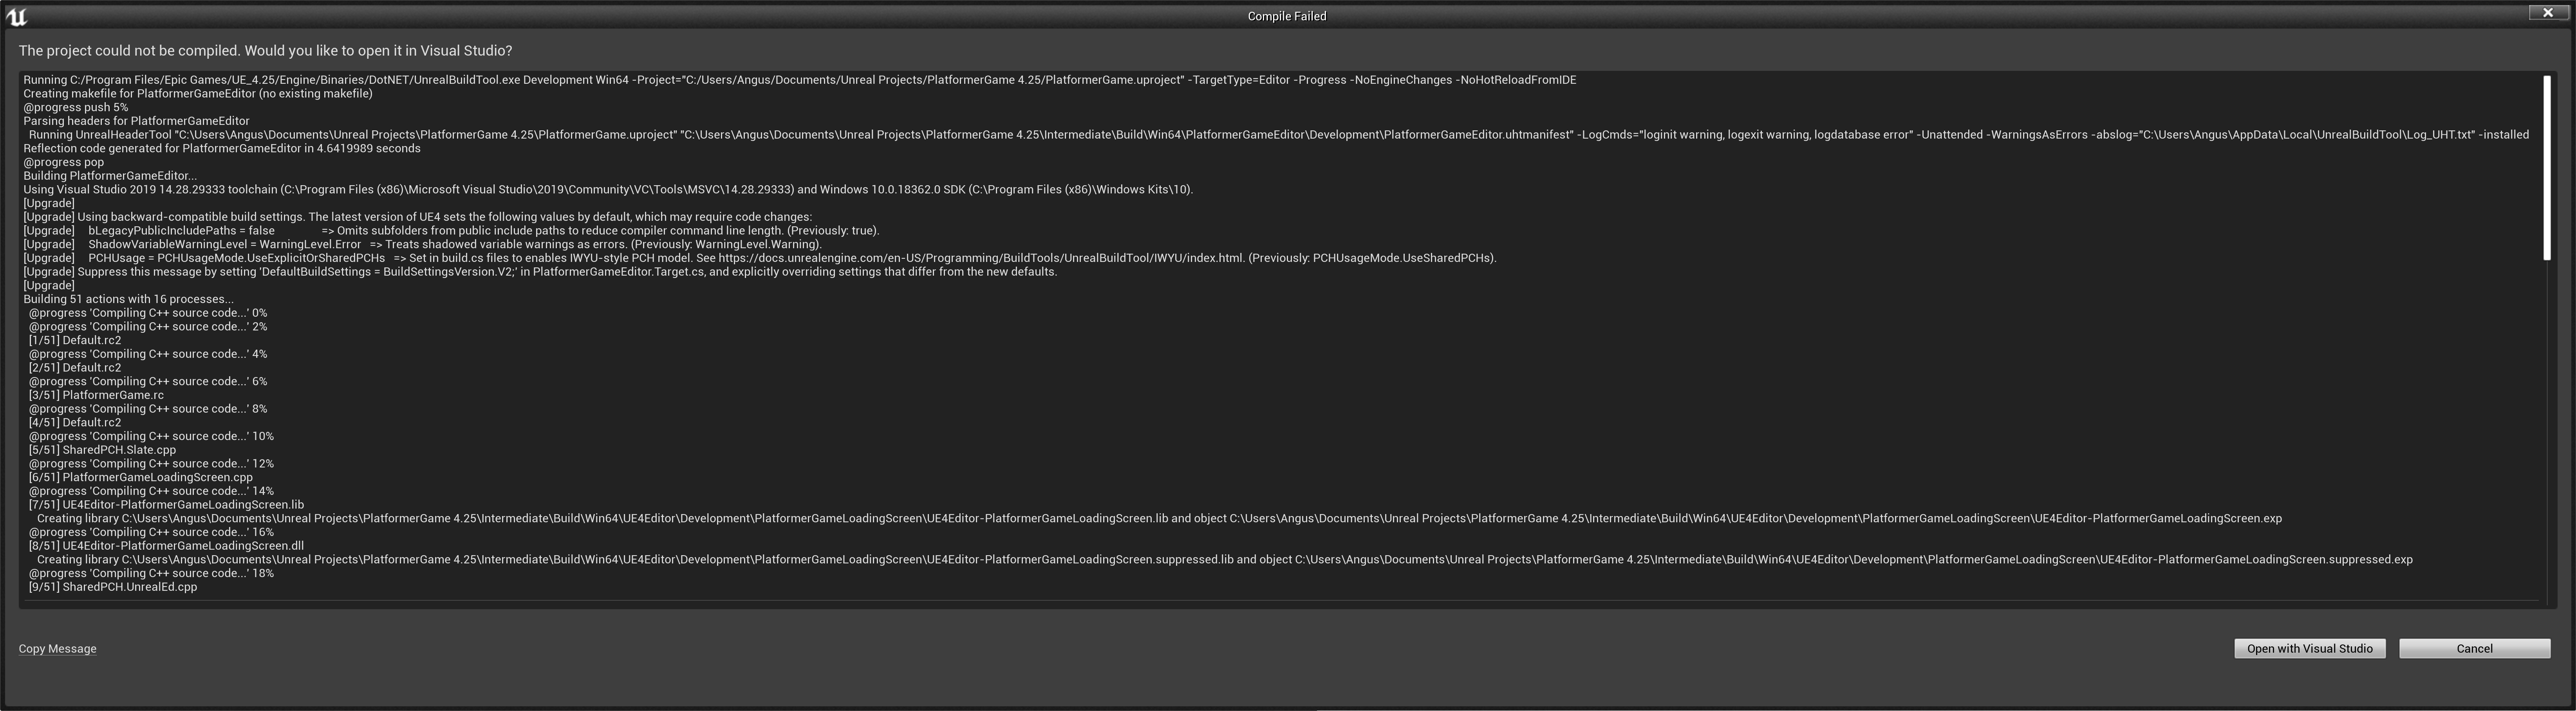 Compile Failed
The project could not be compiled. Would you like to open it in Visual Studio?
Running C:/Program Files/Epic Games/UE_4.25/Engine/Binaries/DotNET/UnrealBuildTool.exe Development Win64 -Project="C:/Users/Angus/Documents/Unreal Projects/PlatformerGame 4.25/PlatformerGame.uproject" -TargetType=Editor -Progress -NoEngineChanges -NoHotReloadFromIDE
Creating makefile for PlatformerGameEditor (no existing makefile)
@progress push 5%
Parsing headers for PlatformerGameEditor
Running UnrealHeaderTool "C:\Users\Angus\Documents\Unreal Projects\PlatformerGame 4.25\PlatformerGame.uproject" "C:\Users\Angus\Documents\Unreal Projects\PlatformerGame 4.25\Intermediate\Build\Win64\PlatformerGameEditor\Development\PlatformerGameEditor.uhtmanifest" -LogCmds="loginit warning, logexit warning, logdatabase error" -Unattended -WarningsAsErrors -abslog="C:\Users\Angus\AppData\Local\UnrealBuildTool\Log_UHT.txt" -installed
Reflection code generated for PlatformerGameEditor in 4.6419989 seconds
@progress pop
Building PlatformerGameEditor...
Using Visual Studio 2019 14.28.29333 toolchain (C:\Program Files (x86)\Microsoft Visual Studio\2019\Community\VC\Tools\MSVC\14.28.29333) and Windows 10.0.18362.0 SDK (C:\Program Files (x86)\Windows Kits\10).
[Upgrade]
[Upgrade] Using backward-compatible build settings. The latest version of UE4 sets the following values by default, which may require code changes:
[Upgrade] bLegacyPublicIncludePaths = false => Omits subfolders from public include paths to reduce compiler command line length. (Previously: true).
[Upgrade] ShadowVariableWarningLevel = WarningLevel.Error => Treats shadowed variable warnings as errors. (Previously: WarningLevel.Warning).
[Upgrade] PCHUsage = PCHUsageMode.UseExplicitOrSharedPCHs => Set in build.cs files to enables IWYU-style PCH model. See https://docs.unrealengine.com/en-US/Programming/BuildTools/UnrealBuildTool/IWYU/index.html. (Previously: PCHUsageMode.UseSharedPCHs).
[Upgrade] Suppress this message by setting 'DefaultBuildSettings = BuildSettingsVersion.V2;' in PlatformerGameEditor.Target.cs, and explicitly overriding settings that differ from the new defaults.
[Upgrade]
Building 51 actions with 16 processes...
@progress 'Compiling C++ source code...' 0%
@progress 'Compiling C++ source code...' 2%
[1/51] Default.rc2
@progress 'Compiling C++ source code...' 4%
[2/51] Default.rc2
@progress 'Compiling C++ source code...' 6%
[3/51] PlatformerGame.rc
@progress 'Compiling C++ source code...' 8%
[4/51] Default.rc2
@progress 'Compiling C++ source code...' 10%
[5/51] SharedPCH.Slate.cpp
@progress 'Compiling C++ source code...' 12%
[6/51] PlatformerGameLoadingScreen.cpp
@progress 'Compiling C++ source code...' 14%
[7/51] UE4Editor-PlatformerGameLoadingScreen.lib
Creating library C:\Users\Angus\Documents\Unreal Projects\PlatformerGame 4.25\Intermediate\Build\Win64\UE4Editor\Development\PlatformerGameLoadingScreen\UE4Editor-PlatformerGameLoadingScreen.lib and object C:\Users\Angus\Documents\Unreal Projects\PlatformerGame 4.25\Intermediate\Build\Win64\UE4Editor\Development\PlatformerGameLoadingScreen\UE4Editor-PlatformerGameLoadingScreen.exp
@progress 'Compiling C++ source code...' 16%
[8/51] UE4Editor-PlatformerGameLoadingScreen.dll
Creating library C:\Users\Angus\Documents\Unreal Projects\PlatformerGame 4.25\Intermediate\Build\Win64\UE4Editor\Development\PlatformerGameLoadingScreen\UE4Editor-PlatformerGameLoadingScreen.suppressed.lib and object C:\Users\Angus\Documents\Unreal Projects\PlatformerGame 4.25\Intermediate\Build\Win64\UE4Editor\Development\PlatformerGameLoadingScreen\UE4Editor-PlatformerGameLoadingScreen.suppressed.exp
@progress 'Compiling C++ source code...' 18%
[9/51] SharedPCH.UnrealEd.cpp
Copy Message
Open with Visual Studio
Cancel